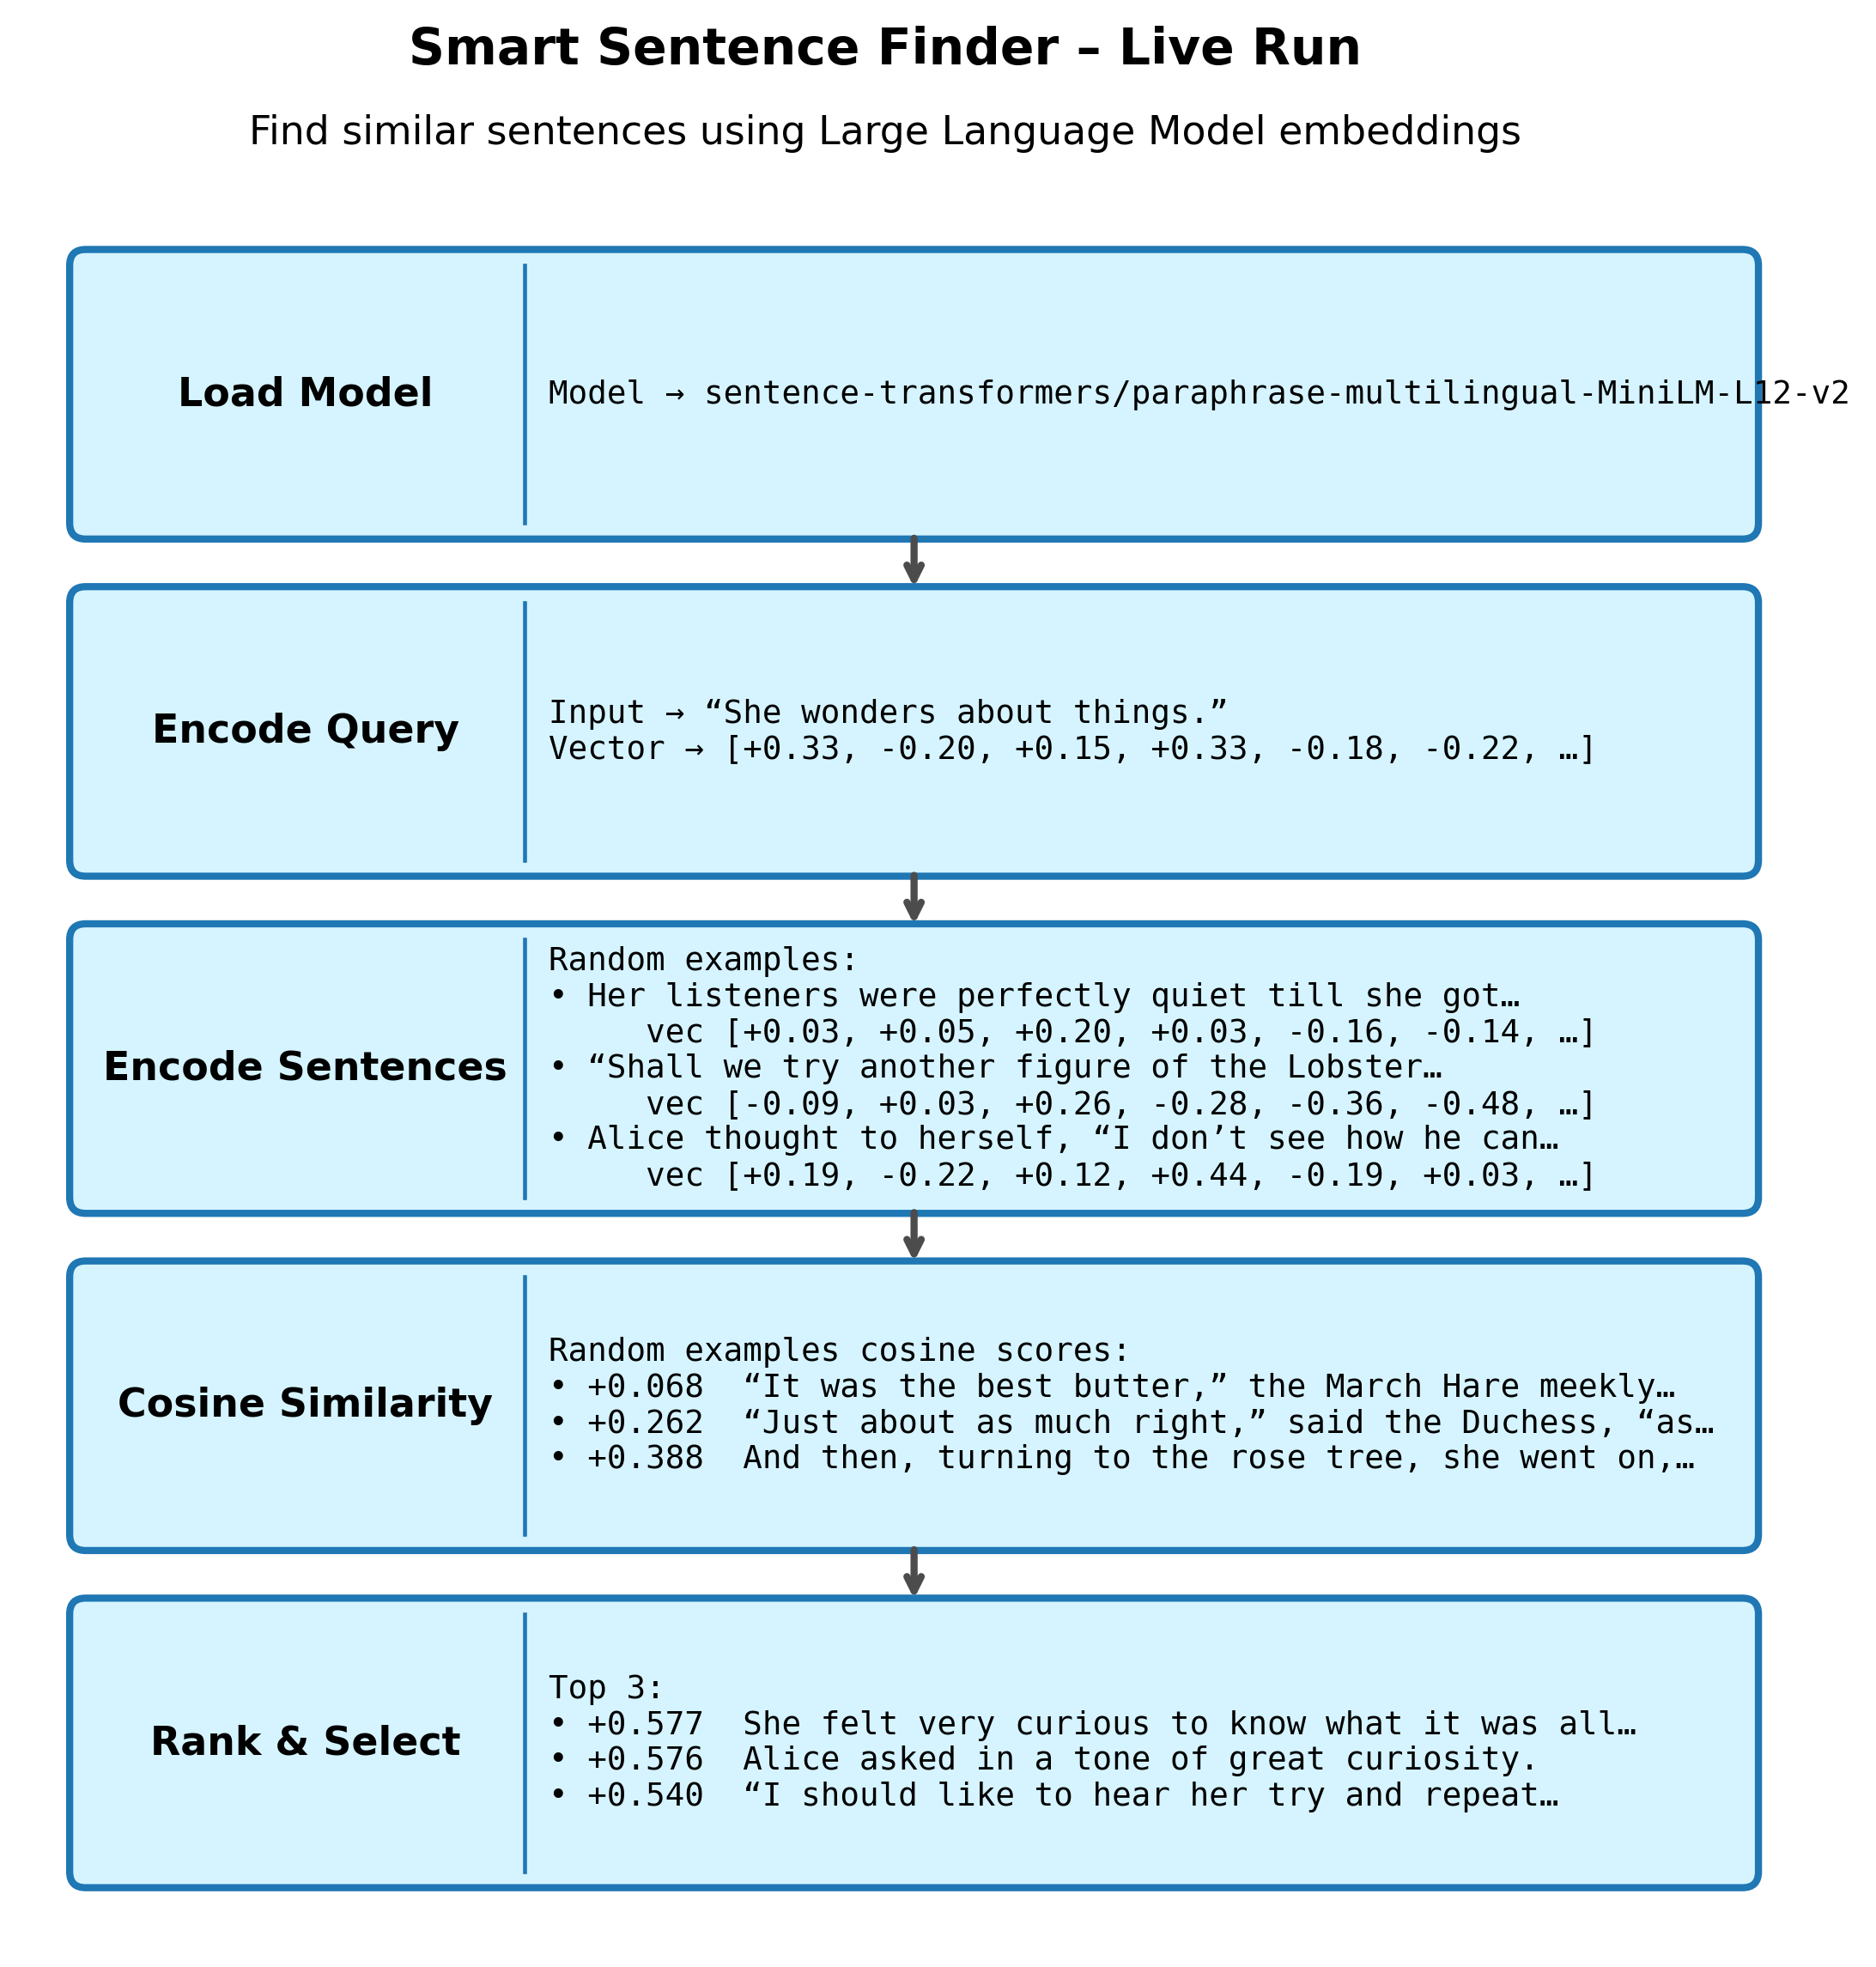 Smart Sentence Finder – Live Run
Find similar sentences using Large Language Model embeddings
Load Model
Model → sentence-transformers/paraphrase-multilingual-MiniLM-L12-v2
Encode Query
Input → “She wonders about things.”
Vector → [+0.33, -0.20, +0.15, +0.33, -0.18, -0.22, …]
Encode Sentences
Random examples:
• Her listeners were perfectly quiet till she got…
vec [+0.03, +0.05, +0.20, +0.03, -0.16, -0.14, …]
• “Shall we try another figure of the Lobster…
vec [-0.09, +0.03, +0.26, -0.28, -0.36, -0.48, …]
• Alice thought to herself, “I don’t see how he can…
vec [+0.19, -0.22, +0.12, +0.44, -0.19, +0.03, …]
Cosine Similarity
Random examples cosine scores:
• +0.068  “It was the best butter,” the March Hare meekly…
• +0.262  “Just about as much right,” said the Duchess, “as…
• +0.388  And then, turning to the rose tree, she went on,…
Rank & Select
Top 3:
• +0.577  She felt very curious to know what it was all…
• +0.576  Alice asked in a tone of great curiosity.
• +0.540  “I should like to hear her try and repeat…